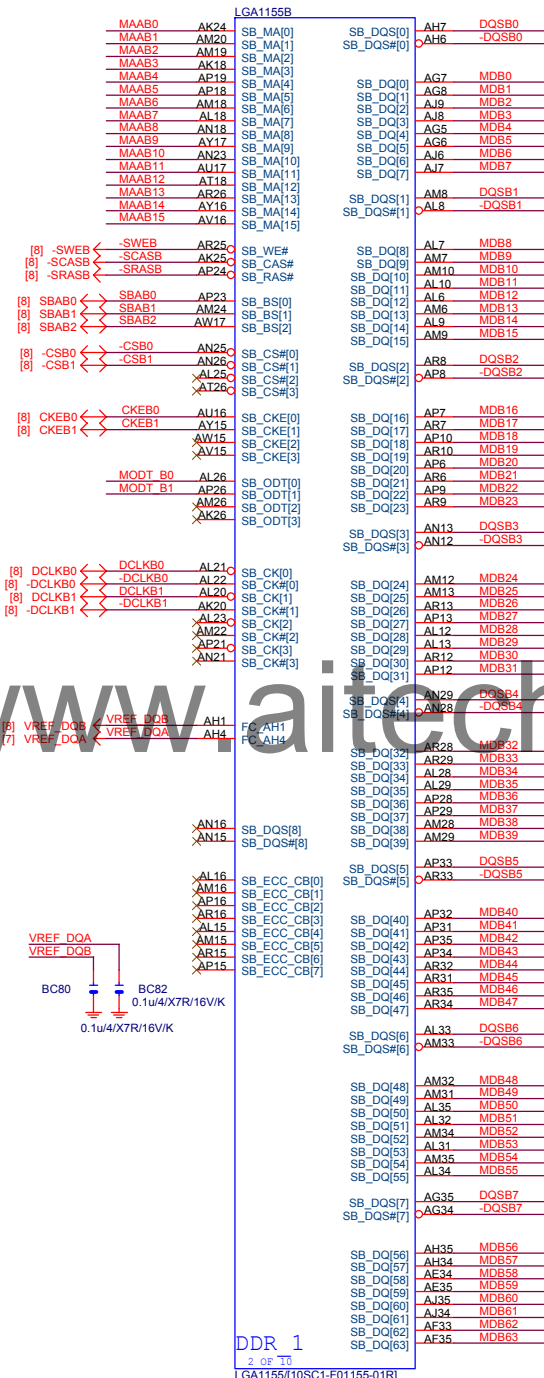 LGA1155B
MAAB0 AK24 SB_MA[0]
MAAB1 AM20 SB_MA[1]
MAAB2 AM19 SB_MA[2]
MAAB3 AK18 SB_MA[3]
MAAB4 AP19 SB_MA[4]
MAAB5 AP18 SB_MA[5]
MAAB6 AM18 SB_MA[6]
MAAB7 AL18 SB_MA[7]
MAAB8 AN18 SB_MA[8]
MAAB9 AY17 SB_MA[9]
MAAB10 AN23 SB_MA[10]
MAAB11 AU17 SB_MA[11]
MAAB12 AT18 SB_MA[12]
MAAB13 AR26 SB_MA[13]
MAAB14 AY16 SB_MA[14]
MAAB15 AV16 SB_MA[15]
[8] -SWEB -SWEB AR25 SB_WE#
[8] -SCASB -SCASB AK25 SB_CAS#
[8] -SRASB -SRASB AP24 SB_RAS#
[8] SBAB0 SBAB0 AP23 SB_BS[0]
[8] SBAB1 SBAB1 AM24 SB_BS[1]
[8] SBAB2 SBAB2 AW17 SB_BS[2]
[8] -CSB0 -CSB0 AN25 SB_CS#[0]
[8] -CSB1 -CSB1 AN26 SB_CS#[1]
AL25 SB_CS#[2]
AT26 SB_CS#[3]
[8] CKEB0 CKEB0 AU16 SB_CKE[0]
[8] CKEB1 CKEB1 AY15 SB_CKE[1]
AW15 SB_CKE[2]
AV15 SB_CKE[3]
MODT_B0 AL26 SB_ODT[0]
MODT_B1 AP26 SB_ODT[1]
AM26 SB_ODT[2]
AK26 SB_ODT[3]
[8] DCLKB0 DCLKB0 AL21 SB_CK[0]
[8] -DCLKB0 -DCLKB0 AL22 SB_CK#[0]
[8] DCLKB1 DCLKB1 AL20 SB_CK[1]
[8] -DCLKB1 -DCLKB1 AK20 SB_CK#[1]
AL23 SB_CK[2]
AM22 SB_CK#[2]
AP21 SB_CK[3]
AN21 SB_CK#[3]
[8] VREF_DQB VREF_DQB AH1 FC_AH1
[7] VREF_DQA VREF_DQA AH4 FC_AH4
AN16 SB_DQS[8]
AN15 SB_DQS#[8]
AL16 SB_ECC_CB[0]
AM16 SB_ECC_CB[1]
AP16 SB_ECC_CB[2]
AR16 SB_ECC_CB[3]
AL15 SB_ECC_CB[4]
AM15 SB_ECC_CB[5]
AR15 SB_ECC_CB[6]
AP15 SB_ECC_CB[7]
VREF_DQA
VREF_DQB
BC80 BC82
0.1u/4/X7R/16V/K
0.1u/4/X7R/16V/K
SB_DQS[0] AH7 DQSB0
SB_DQS#[0] AH6 -DQSB0
SB_DQ[0] AG7 MDB0
SB_DQ[1] AG8 MDB1
SB_DQ[2] AJ9 MDB2
SB_DQ[3] AJ8 MDB3
SB_DQ[4] AG5 MDB4
SB_DQ[5] AG6 MDB5
SB_DQ[6] AJ6 MDB6
SB_DQ[7] AJ7 MDB7
SB_DQS[1] AM8 DQSB1
SB_DQS#[1] AL8 -DQSB1
SB_DQ[8] AL7 MDB8
SB_DQ[9] AM7 MDB9
SB_DQ[10] AM10 MDB10
SB_DQ[11] AL10 MDB11
SB_DQ[12] AL6 MDB12
SB_DQ[13] AM6 MDB13
SB_DQ[14] AL9 MDB14
SB_DQ[15] AM9 MDB15
SB_DQS[2] AR8 DQSB2
SB_DQS#[2] AP8 -DQSB2
SB_DQ[16] AP7 MDB16
SB_DQ[17] AR7 MDB17
SB_DQ[18] AP10 MDB18
SB_DQ[19] AR10 MDB19
SB_DQ[20] AP6 MDB20
SB_DQ[21] AR6 MDB21
SB_DQ[22] AP9 MDB22
SB_DQ[23] AR9 MDB23
SB_DQS[3] AN13 DQSB3
SB_DQS#[3] AN12 -DQSB3
SB_DQ[24] AM12 MDB24
SB_DQ[25] AM13 MDB25
SB_DQ[26] AR13 MDB26
SB_DQ[27] AP13 MDB27
SB_DQ[28] AL12 MDB28
SB_DQ[29] AL13 MDB29
SB_DQ[30] AR12 MDB30
SB_DQ[31] AP12 MDB31
SB_DQS[4] AN29 DQSB4
SB_DQS#[4] AN28 -DQSB4
SB_DQ[32] AR28 MDB32
SB_DQ[33] AR29 MDB33
SB_DQ[34] AL28 MDB34
SB_DQ[35] AL29 MDB35
SB_DQ[36] AP28 MDB36
SB_DQ[37] AP29 MDB37
SB_DQ[38] AM28 MDB38
SB_DQ[39] AM29 MDB39
SB_DQS[5] AP33 DQSB5
SB_DQS#[5] AR33 -DQSB5
SB_DQ[40] AP32 MDB40
SB_DQ[41] AP31 MDB41
SB_DQ[42] AP35 MDB42
SB_DQ[43] AP34 MDB43
SB_DQ[44] AR32 MDB44
SB_DQ[45] AR31 MDB45
SB_DQ[46] AR35 MDB46
SB_DQ[47] AR34 MDB47
SB_DQS[6] AL33 DQSB6
SB_DQS#[6] AM33 -DQSB6
SB_DQ[48] AM32 MDB48
SB_DQ[49] AM31 MDB49
SB_DQ[50] AL35 MDB50
SB_DQ[51] AL32 MDB51
SB_DQ[52] AM34 MDB52
SB_DQ[53] AL31 MDB53
SB_DQ[54] AM35 MDB54
SB_DQ[55] AL34 MDB55
SB_DQS[7] AG35 DQSB7
SB_DQS#[7] AG34 -DQSB7
SB_DQ[56] AH35 MDB56
SB_DQ[57] AH34 MDB57
SB_DQ[58] AE34 MDB58
SB_DQ[59] AE35 MDB59
SB_DQ[60] AJ35 MDB60
SB_DQ[61] AJ34 MDB61
SB_DQ[62] AF33 MDB62
SB_DQ[63] AF35 MDB63
www.aitech
DDR_1
2 OF 10
LGA1155/[10SC1-F01155-01R]